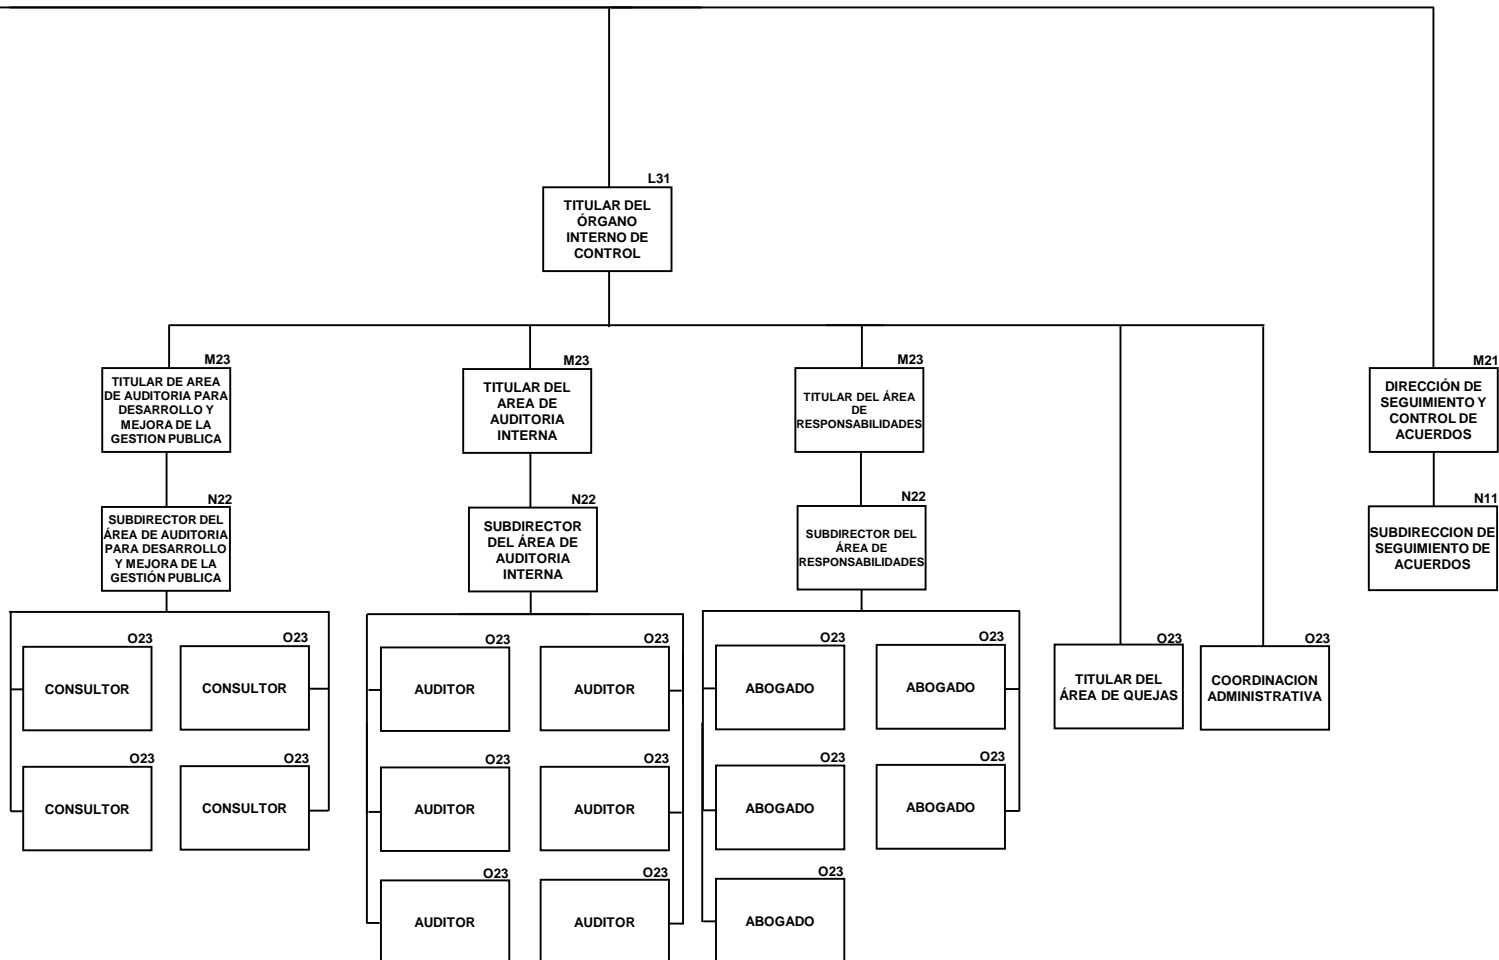 L31
TITULAR DEL
ÓRGANO
INTERNO DE
CONTROL
M23
TITULAR DE AREA
DE AUDITORIA PARA
DESARROLLO Y
MEJORA DE LA
GESTION PUBLICA
M23
TITULAR DEL
AREA DE
AUDITORIA
INTERNA
M23
TITULAR DEL ÁREA
DE
RESPONSABILIDADES
M21
DIRECCIÓN DE
SEGUIMIENTO Y
CONTROL DE
ACUERDOS
N22
SUBDIRECTOR DEL
ÁREA DE AUDITORIA
PARA DESARROLLO
Y MEJORA DE LA
GESTIÓN PUBLICA
N22
SUBDIRECTOR
DEL ÁREA DE
AUDITORIA
INTERNA
N22
SUBDIRECTOR DEL
ÁREA DE
RESPONSABILIDADES
N11
SUBDIRECCION DE
SEGUIMIENTO DE
ACUERDOS
O23
CONSULTOR
O23
CONSULTOR
O23
AUDITOR
O23
AUDITOR
O23
ABOGADO
O23
ABOGADO
O23
TITULAR DEL
ÁREA DE QUEJAS
O23
COORDINACION
ADMINISTRATIVA
O23
CONSULTOR
O23
CONSULTOR
O23
AUDITOR
O23
AUDITOR
O23
ABOGADO
O23
ABOGADO
O23
AUDITOR
O23
AUDITOR
O23
ABOGADO